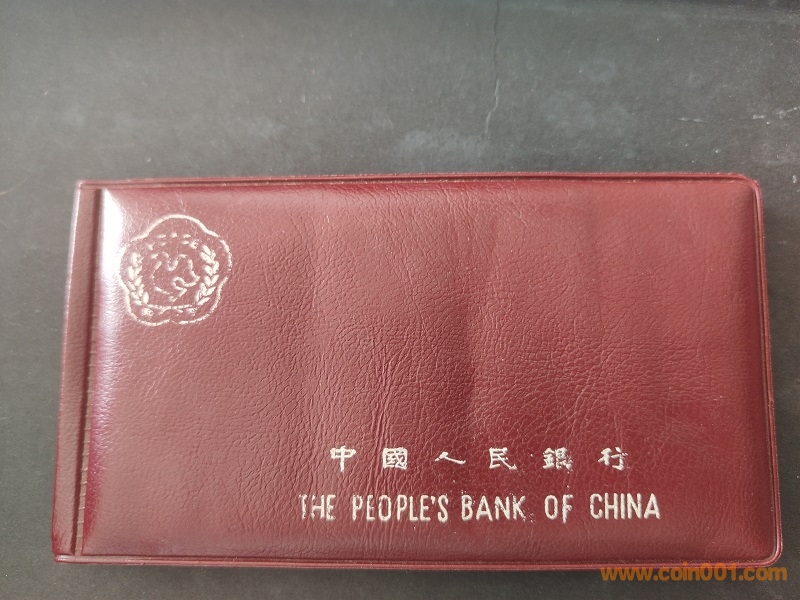 中國人民銀行
THE PEOPLE'S BANK OF CHINA
www.coin001.com